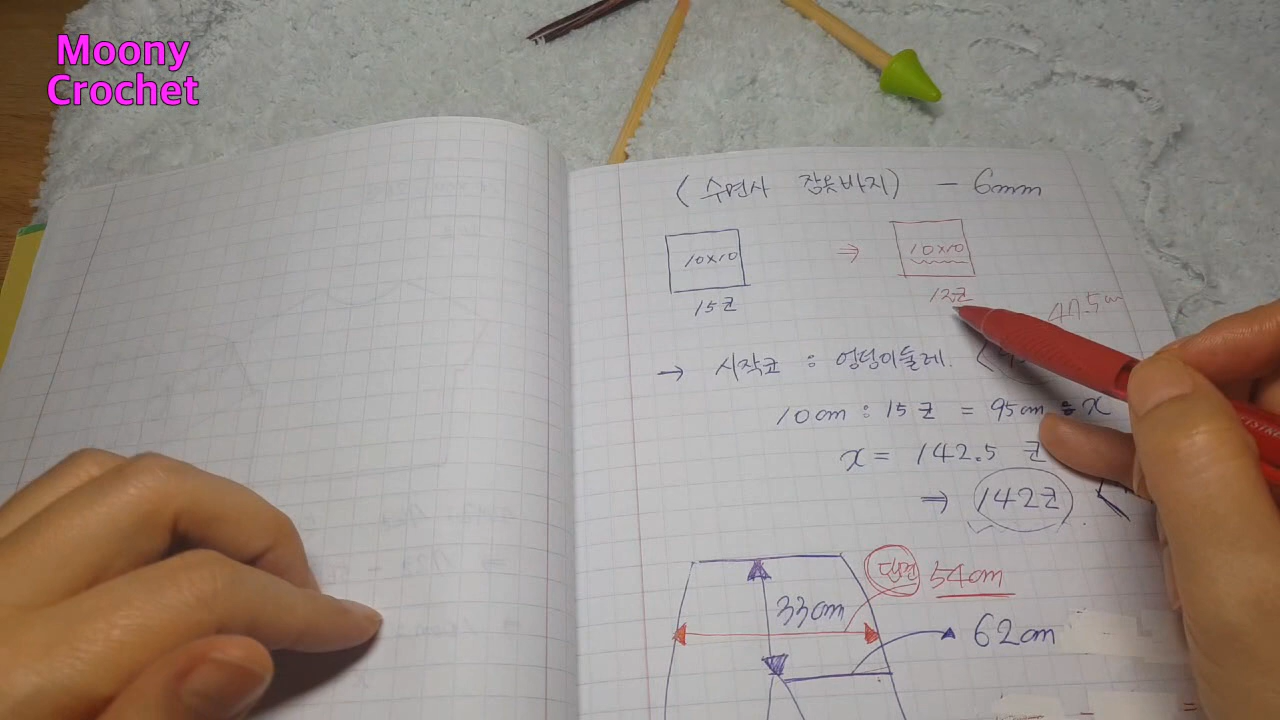 Moony
Crochet
(수면사 잠옷바지) - 6mm
10x10 ⇒ 10x10
15코 12코
47.5cm
→ 시작코 : 엉덩이둘레. <
10cm : 15코 = 95cm : x
x = 142.5 코
⇒ 142코 <
단면 54cm
33cm
62cm